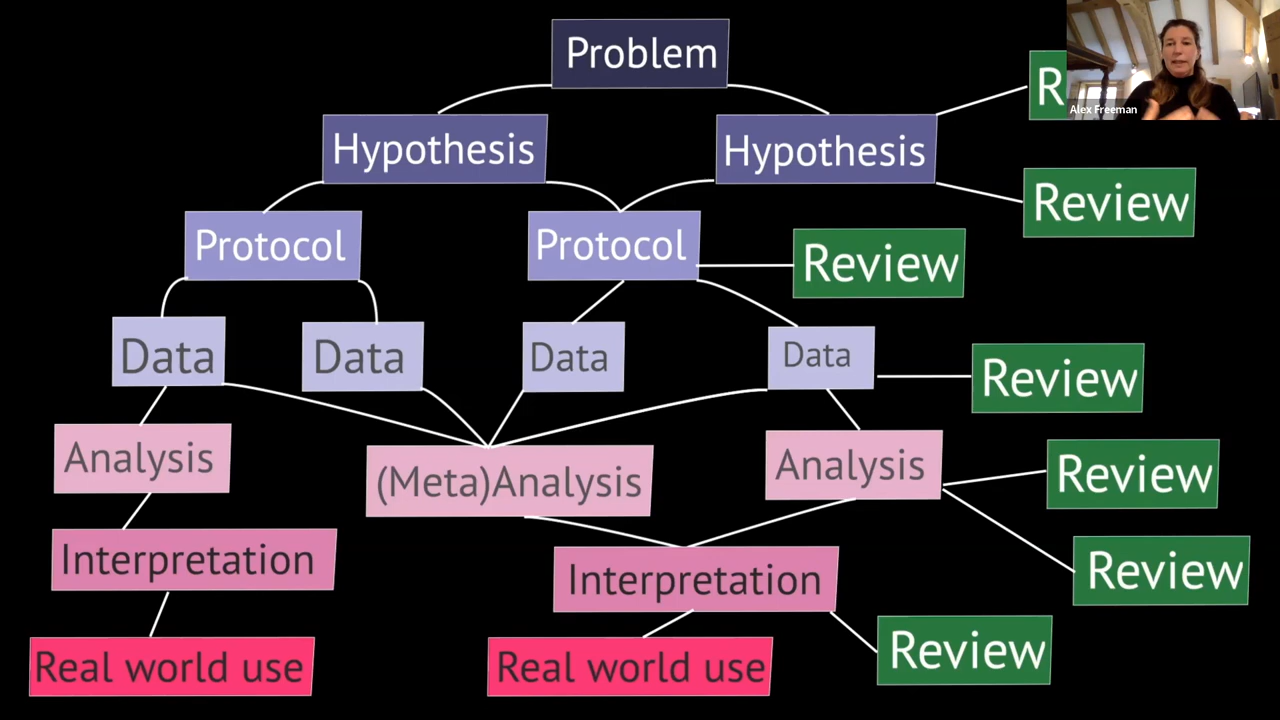 Problem
R
Alex Freeman
Hypothesis
Hypothesis
Review
Protocol
Protocol
Review
Data
Data
Data
Data
Review
Analysis
(Meta)Analysis
Analysis
Review
Interpretation
Interpretation
Review
Real world use
Real world use
Review